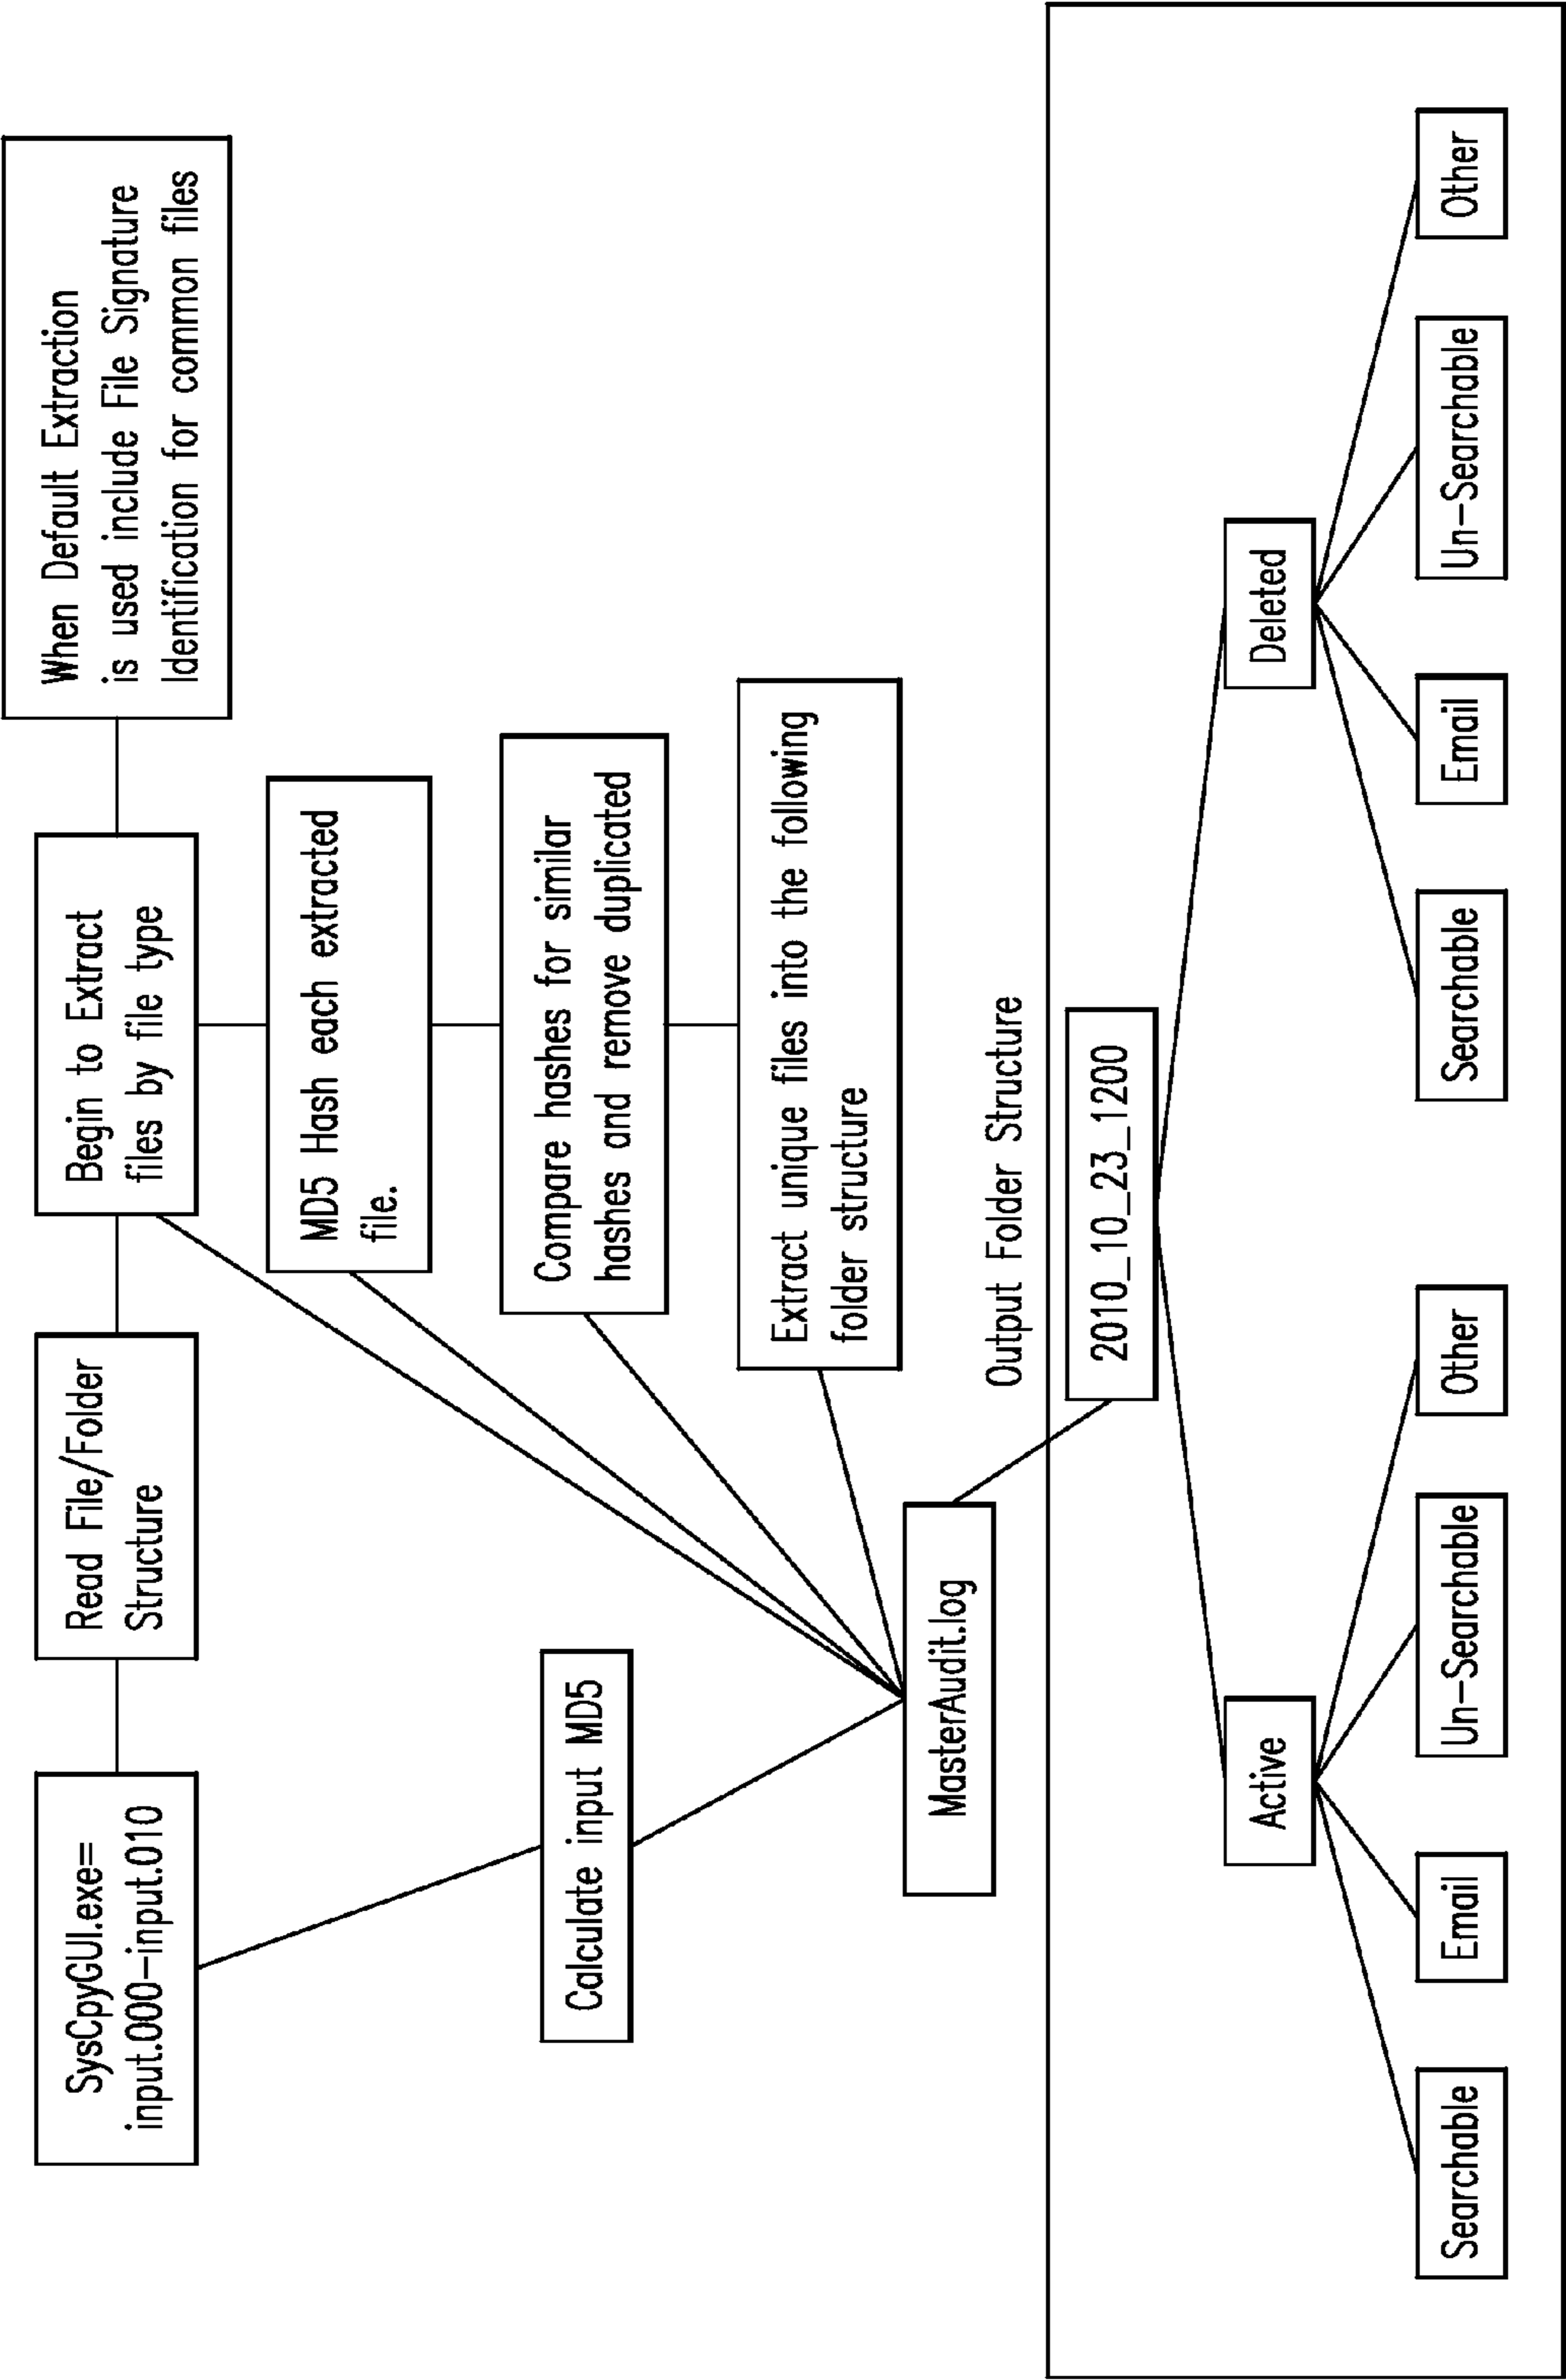 SysCpyGUI.exe=
input.000-input.010
Read File/Folder
Structure
Begin to Extract
files by file type
When Default Extraction
is used include File Signature
Identification for common files
MD5 Hash each extracted
file.
Compare hashes for similar
hashes and remove duplicated
Extract unique files into the following
folder structure
Calculate input MD5
MasterAudit.log
Output Folder Structure
2010_10_23_1200
Active
Deleted
Searchable
Email
Un-Searchable
Other
Searchable
Email
Un-Searchable
Other